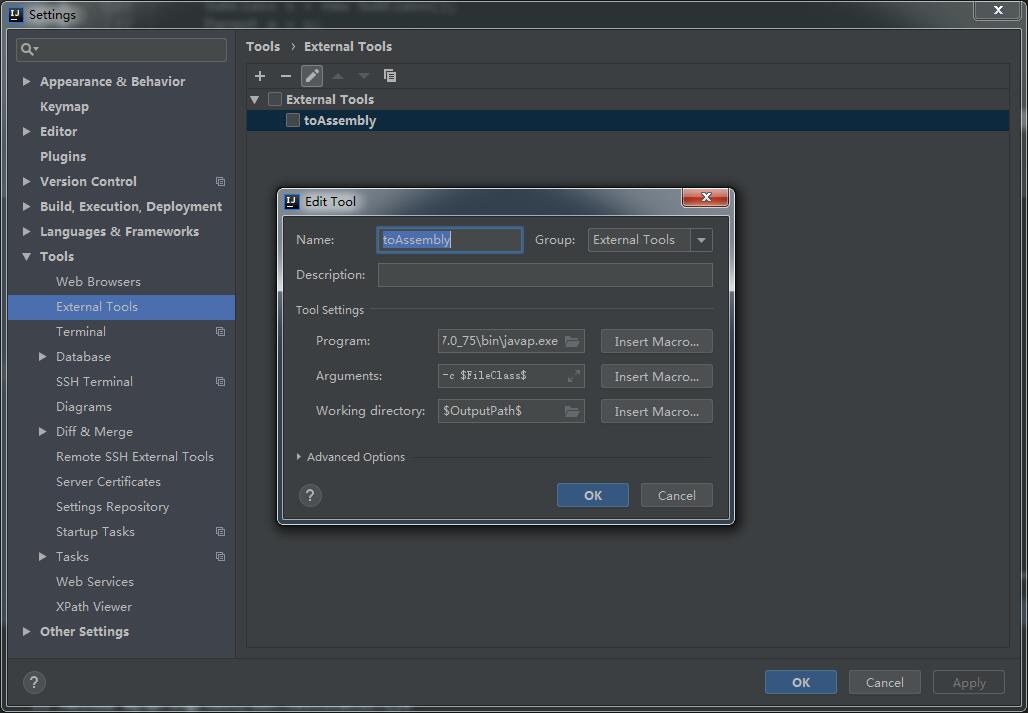 Settings
Tools › External Tools
Appearance & Behavior
Keymap
Editor
Plugins
Version Control
Build, Execution, Deployment
Languages & Frameworks
Tools
Web Browsers
External Tools
Terminal
Database
SSH Terminal
Diagrams
Diff & Merge
Remote SSH External Tools
Server Certificates
Settings Repository
Startup Tasks
Tasks
Web Services
XPath Viewer
Other Settings
External Tools
toAssembly
Edit Tool
Name: toAssembly Group: External Tools
Description:
Tool Settings
Program: 7.0_75\bin\javap.exe Insert Macro...
Arguments: -c $FileClass$ Insert Macro...
Working directory: $OutputPath$ Insert Macro...
Advanced Options
? OK Cancel
? OK Cancel Apply